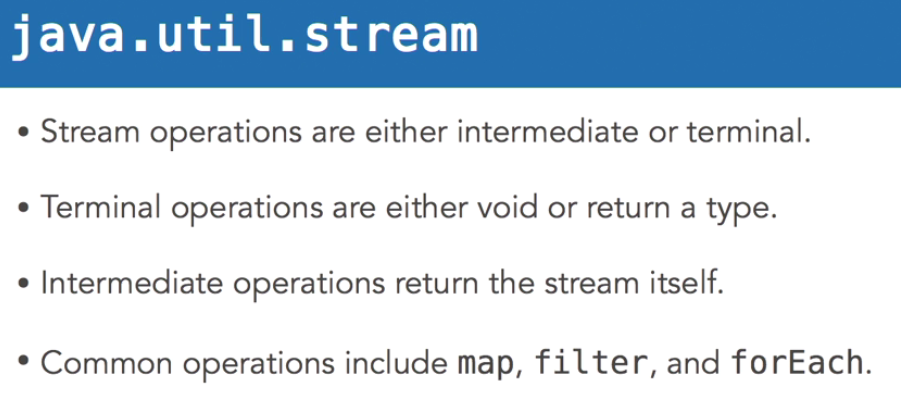 java.util.stream
• Stream operations are either intermediate or terminal.
• Terminal operations are either void or return a type.
• Intermediate operations return the stream itself.
• Common operations include map, filter, and forEach.